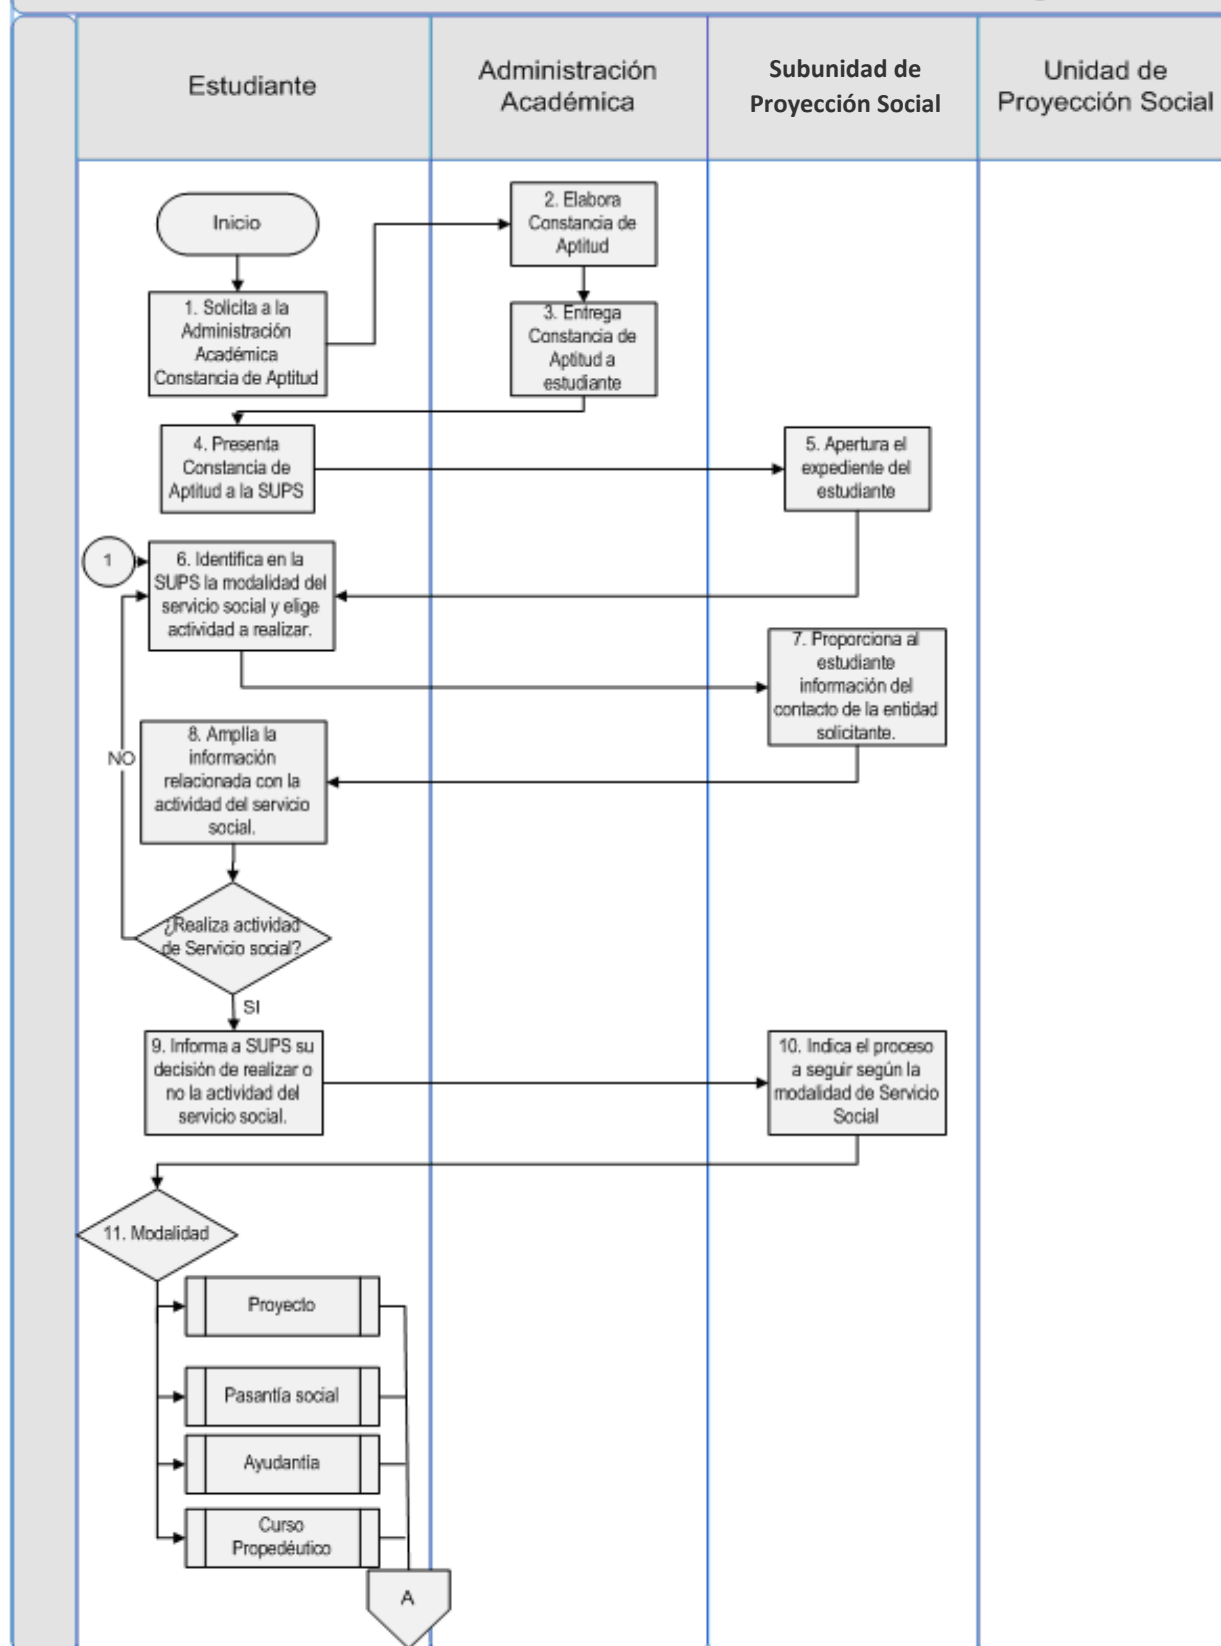 Estudiante
Administración
Académica
Subunidad de
Proyección Social
Unidad de
Proyección Social
Inicio
1. Solicita a la
Administración
Académica
Constancia de Aptitud
2. Elabora
Constancia de
Aptitud
3. Entrega
Constancia de
Aptitud a
estudiante
4. Presenta
Constancia de
Aptitud a la SUPS
5. Apertura el
expediente del
estudiante
1
6. Identifica en la
SUPS la modalidad del
servicio social y elige
actividad a realizar.
7. Proporciona al
estudiante
información del
contacto de la entidad
solicitante.
8. Amplia la
información
relacionada con la
actividad del servicio
social.
NO
¿Realiza actividad
de Servicio social?
SI
9. Informa a SUPS su
decisión de realizar o
no la actividad del
servicio social.
10. Indica el proceso
a seguir según la
modalidad de Servicio
Social
11. Modalidad
Proyecto
Pasantía social
Ayudantía
Curso
Propedéutico
A